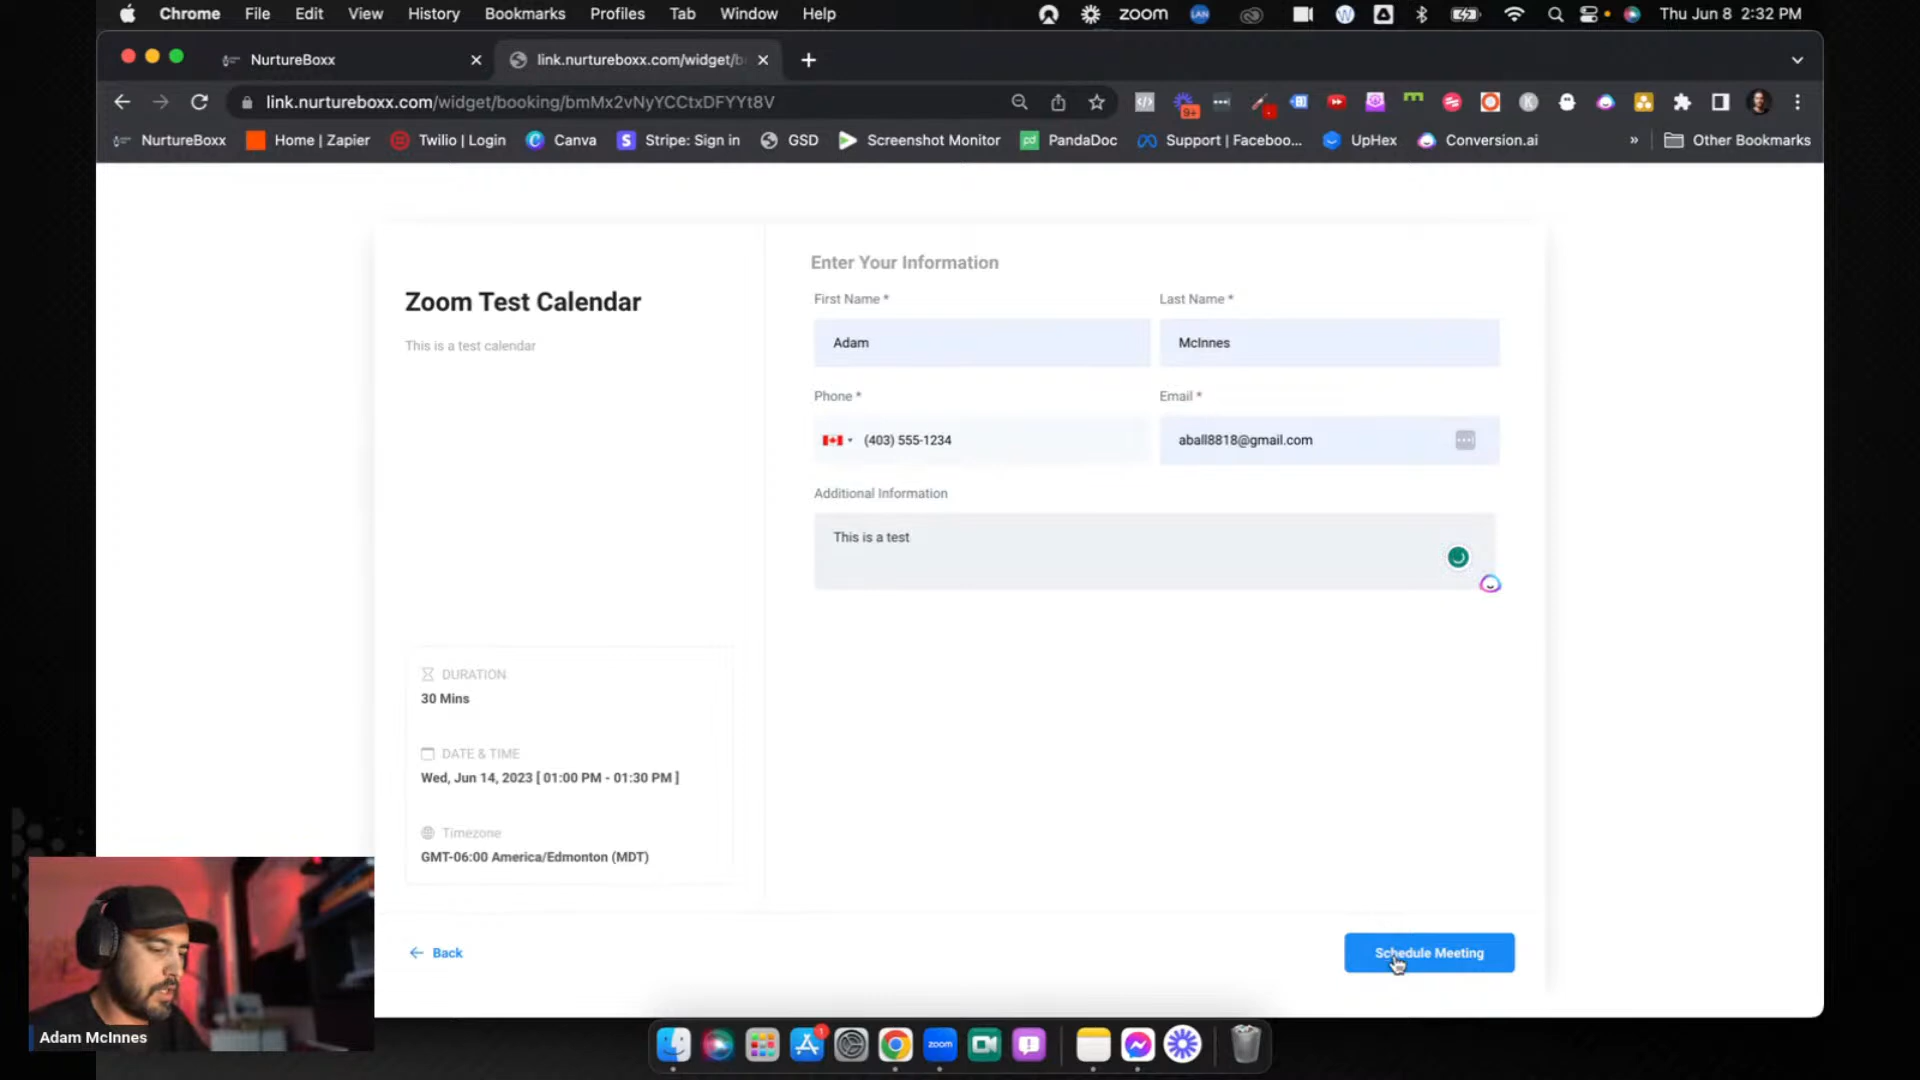 Chrome File Edit View History Bookmarks Profiles Tab Window Help zoom LAN W Thu Jun 8 2:32 PM
NurtureBoxx link.nurtureboxx.com/widget/b
link.nurtureboxx.com/widget/booking/bmMx2vNyYCCtxDFYYt8V 9+ K
NurtureBoxx Home | Zapier Twilio | Login Canva Stripe: Sign in GSD Screenshot Monitor pd PandaDoc Support | Faceboo... UpHex Conversion.ai » Other Bookmarks
Zoom Test Calendar
This is a test calendar
Enter Your Information
First Name * Last Name *
Adam McInnes
Phone * Email *
(403) 555-1234 aball8818@gmail.com
Additional Information
This is a test
DURATION
30 Mins
DATE & TIME
Wed, Jun 14, 2023 [ 01:00 PM - 01:30 PM ]
Timezone
GMT-06:00 America/Edmonton (MDT)
Back Schedule Meeting
Adam McInnes
zoom 1